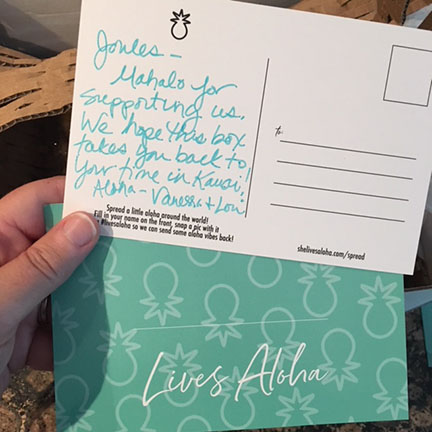 Joules –
Mahalo for
supporting us.
We hope this box
takes you back to
your time in Kauai!
Aloha – Vanessa + Lori
Spread a little aloha around the world!
Fill in your name on the front, snap a pic with it
#livesaloha so we can send some aloha vibes back!
to:
shelivesaloha.com/spread
Lives Aloha